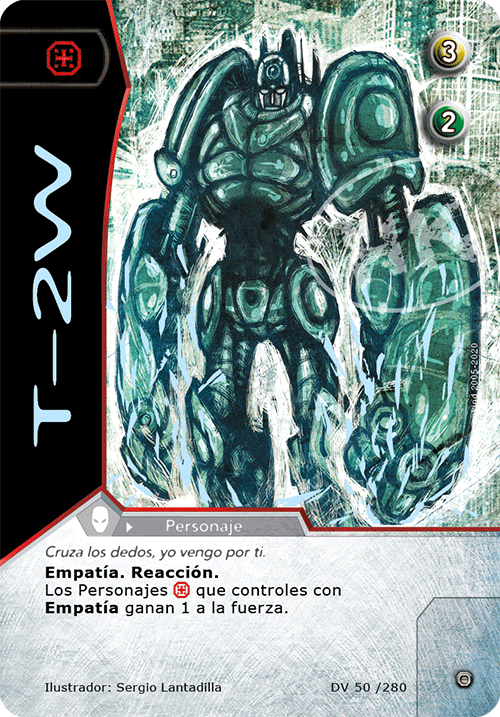 3
2
T-2W
Personaje
Cruza los dedos, yo vengo por ti.
Empatía. Reacción.
Los Personajes que controles con
Empatía ganan 1 a la fuerza.
Ilustrador: Sergio Lantadilla
DV 50 /280